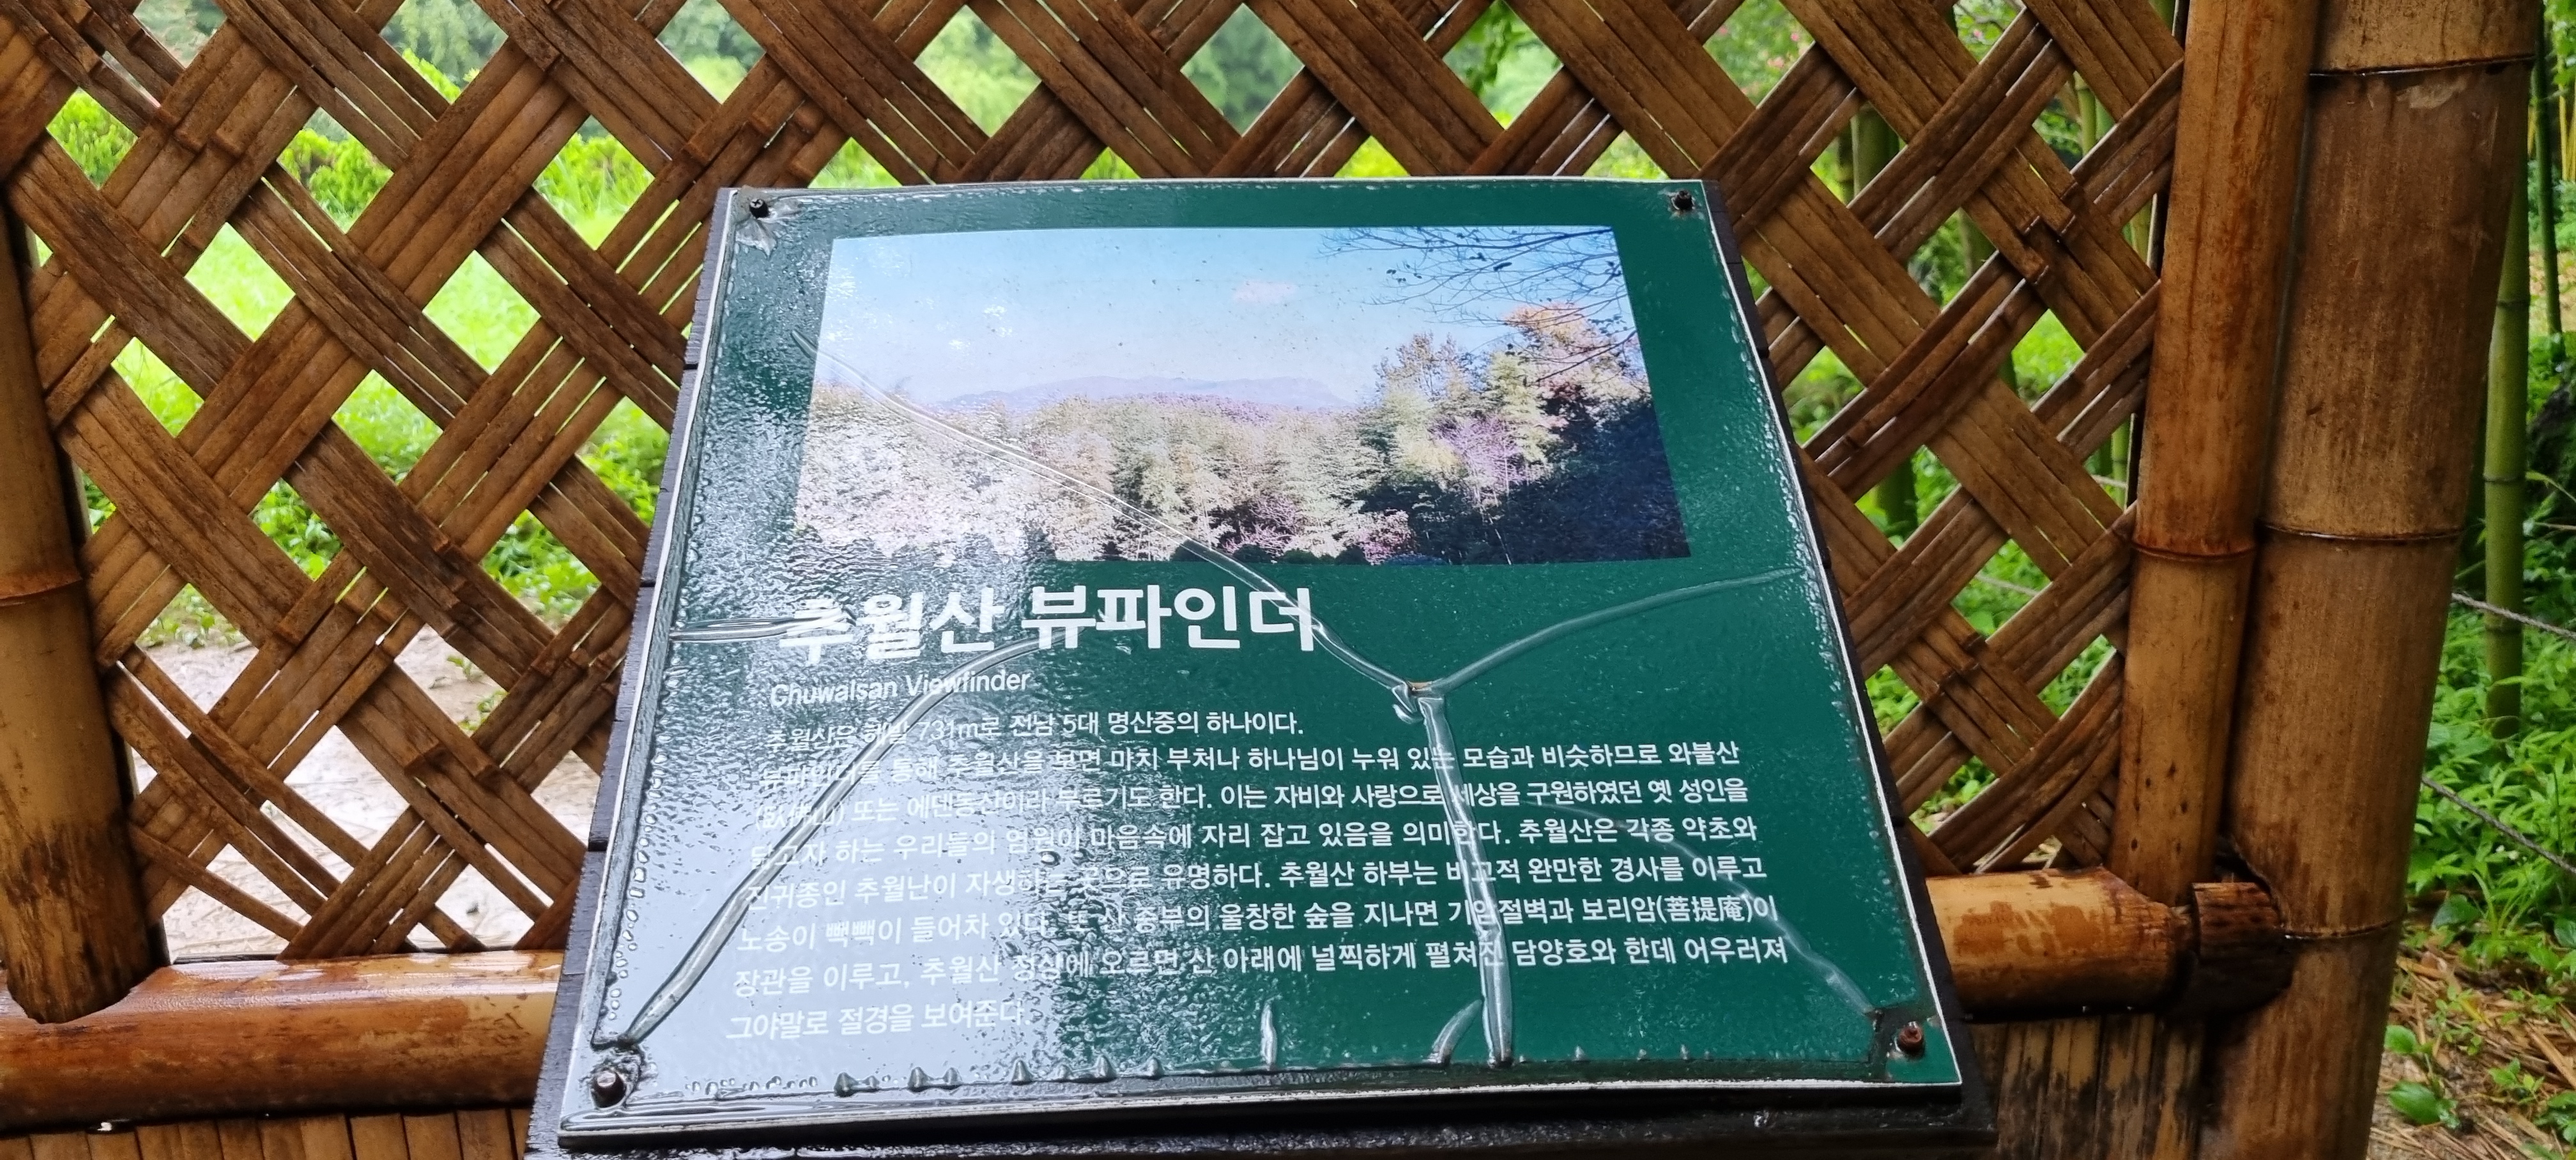 추월산 뷰파인더
Chuwalsan Viewfinder
추월산은 해발 731m로 전남 5대 명산중의 하나이다.
뷰파인더를 통해 추월산을 보면 마치 부처나 하나님이 누워 있는 모습과 비슷하므로 와불산
(臥佛山) 또는 에덴동산이라 부르기도 한다. 이는 자비와 사랑으로 세상을 구원하였던 옛 성인을
닮고자 하는 우리들의 염원이 마음속에 자리 잡고 있음을 의미한다. 추월산은 각종 약초와
진귀종인 추월난이 자생하는 곳으로 유명하다. 추월산 하부는 비교적 완만한 경사를 이루고
노송이 빽빽이 들어차 있다. 또 산 중부의 울창한 숲을 지나면 기암절벽과 보리암(菩提庵)이
장관을 이루고, 추월산 정상에 오르면 산 아래에 널찍하게 펼쳐진 담양호와 한데 어우러져
그야말로 절경을 보여준다.